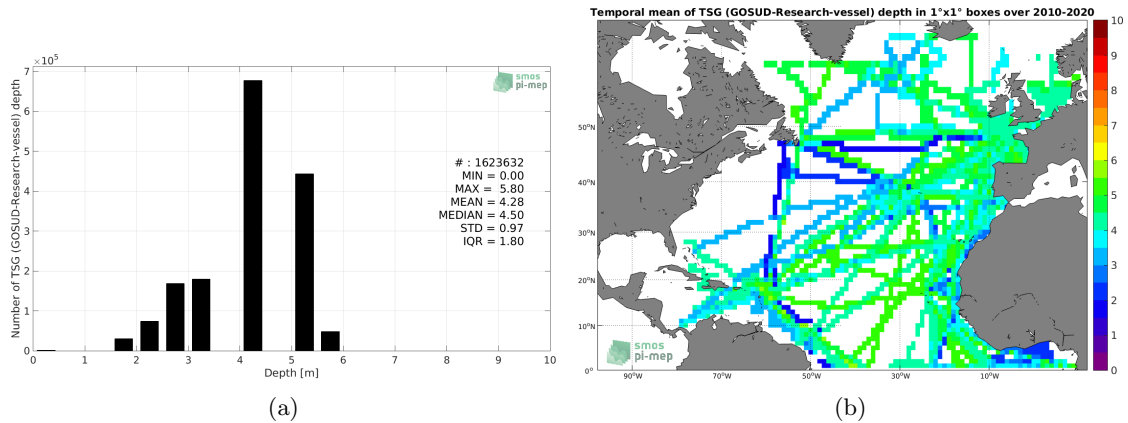 ×10⁵
7
6
5
4
3
2
1
0
Number of TSG (GOSUD-Research-vessel) depth
smos
pi-mep
# : 1623632
MIN = 0.00
MAX = 5.80
MEAN = 4.28
MEDIAN = 4.50
STD = 0.97
IQR = 1.80
0 1 2 3 4 5 6 7 8 9 10
Depth [m]
(a)
Temporal mean of TSG (GOSUD-Research-vessel) depth in 1°x1° boxes over 2010-2020
50°N
40°N
30°N
20°N
10°N
0°
90°W 70°W 50°W 30°W 10°W
smos
pi-mep
10
9
8
7
6
5
4
3
2
1
0
(b)